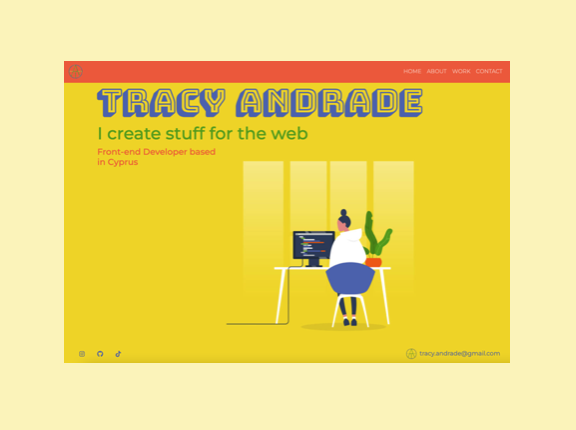 HOME ABOUT WORK CONTACT
TRACY ANDRADE
I create stuff for the web
Front-end Developer based
in Cyprus
tracy.andrade@gmail.com